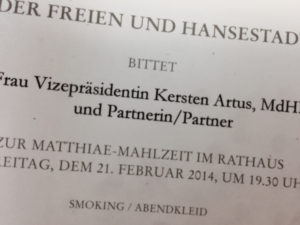 DER FREIEN UND HANSESTAD
BITTET
Frau Vizepräsidentin Kersten Artus, MdH
und Partnerin/Partner
ZUR MATTHIAE-MAHLZEIT IM RATHAUS
REITAG, DEM 21. FEBRUAR 2014, UM 19.30 UH
SMOKING / ABENDKLEID